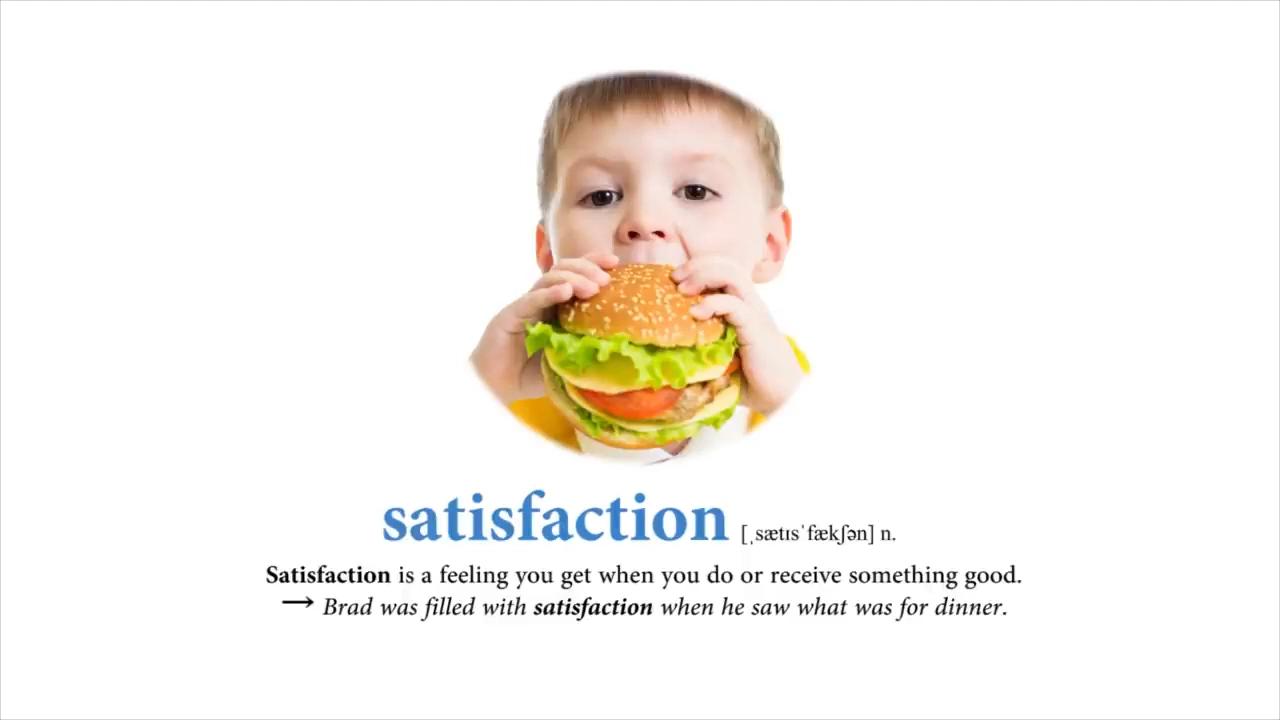 satisfaction [ˌsætɪsˈfækʃən] n.
Satisfaction is a feeling you get when you do or receive something good.
→ Brad was filled with satisfaction when he saw what was for dinner.